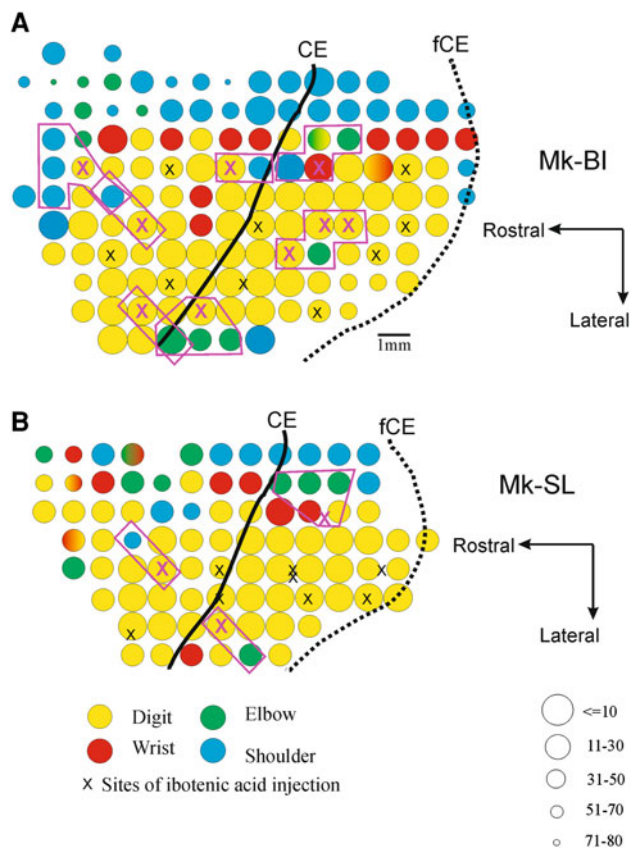 A
CE
fCE
Mk-BI
Rostral
Lateral
1mm
X X X
X X
X X X X
X X X
X X X
X X X
B
CE
fCE
Mk-SL
Rostral
Lateral
X
X X X X X
X X X
X X
Digit
Elbow
Wrist
Shoulder
x Sites of ibotenic acid injection
<=10
11-30
31-50
51-70
71-80